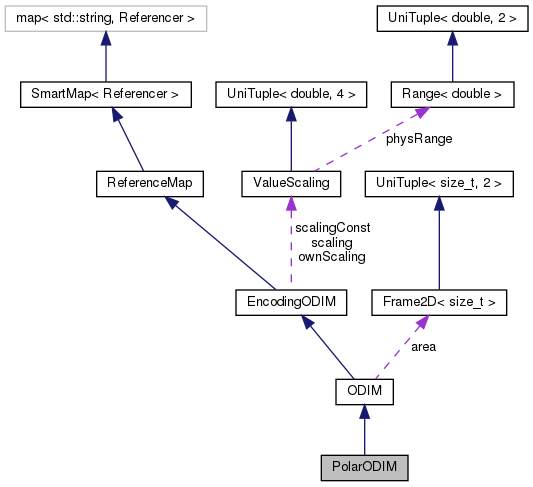 map< std::string, Referencer >
UniTuple< double, 2 >
SmartMap< Referencer >
UniTuple< double, 4 >
Range< double >
physRange
ReferenceMap
ValueScaling
UniTuple< size_t, 2 >
scalingConst
scaling
ownScaling
EncodingODIM
Frame2D< size_t >
area
ODIM
PolarODIM